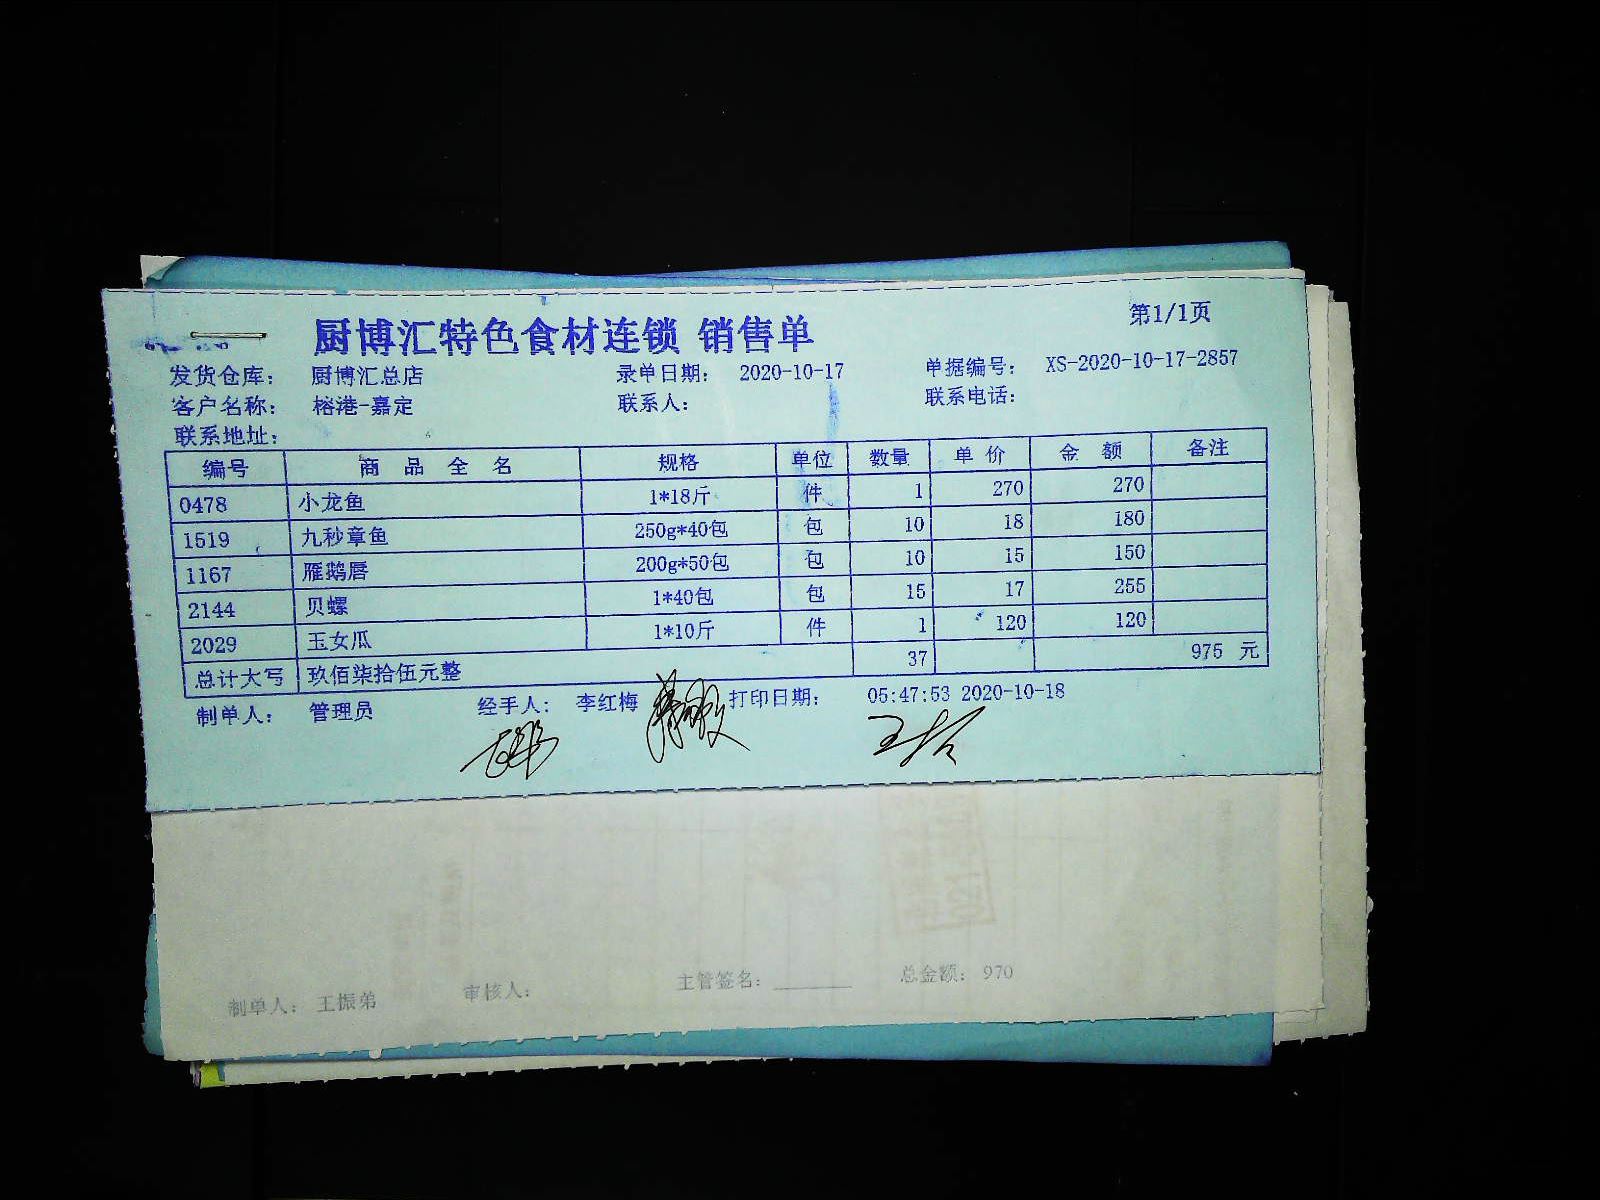 厨博汇特色食材连锁 销售单 第1/1页
发货仓库： 厨博汇总店 录单日期： 2020-10-17 单据编号： XS-2020-10-17-2857
客户名称： 榕港-嘉定 联系人： 联系电话：
联系地址：
编号 商品全名 规格 单位 数量 单价 金额 备注
0478 小龙鱼 1*18斤 件 1 270 270
1519 九秒章鱼 250g*40包 包 10 18 180
1167 雁鹅唇 200g*50包 包 10 15 150
2144 贝螺 1*40包 包 15 17 255
2029 玉女瓜 1*10斤 件 1 120 120
总计大写 玖佰柒拾伍元整 37 975 元
制单人： 管理员 经手人： 李红梅 打印日期： 05:47:53 2020-10-18
制单人： 王振弟 审核人： 主管签名： 总金额： 970